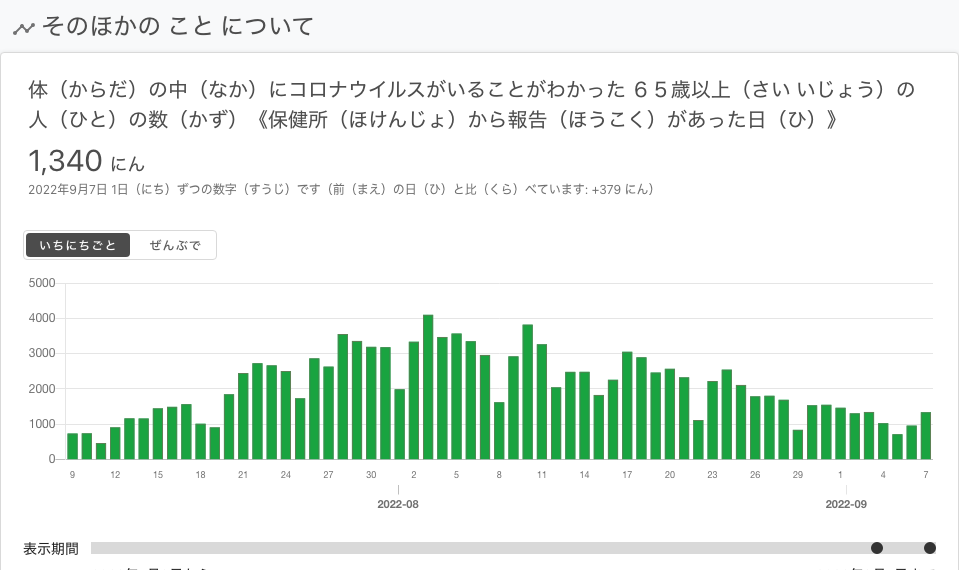 そのほかの こと について
体（からだ）の中（なか）にコロナウイルスがいることがわかった ６５歳以上（さい いじょう）の
人（ひと）の数（かず）《保健所（ほけんじょ）から報告（ほうこく）があった日（ひ）》
1,340 にん
2022年9月7日 1日（にち）ずつの数字（すうじ）です（前（まえ）の日（ひ）と比（くら）べています: +379 にん）
いちにちごと ぜんぶで
5000
4000
3000
2000
1000
0
9 12 15 18 21 24 27 30 2 5 8 11 14 17 20 23 26 29 1 4 7
2022-08 2022-09
表示期間